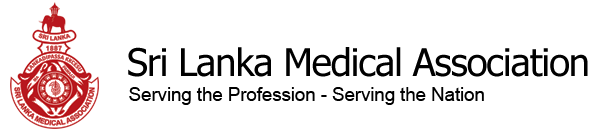 SRI LANKA
1887
SRI LANKA MEDICAL ASSOCIATION
Sri Lanka Medical Association
Serving the Profession - Serving the Nation